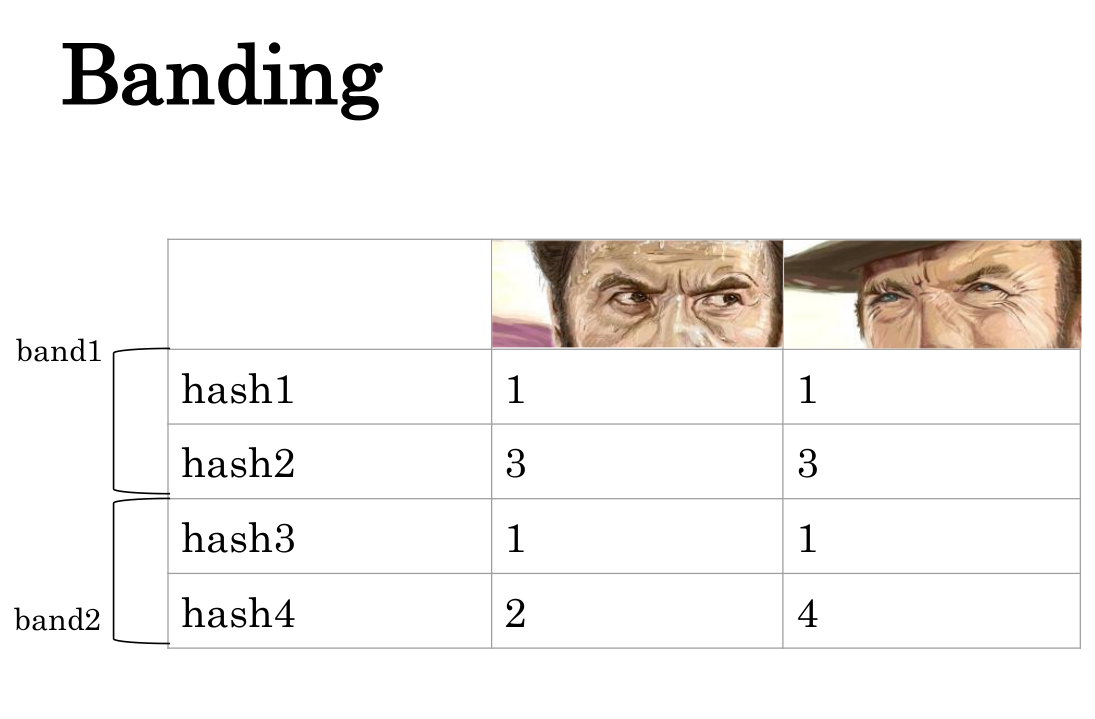 Banding
band1
hash1 1 1
hash2 3 3
hash3 1 1
band2
hash4 2 4